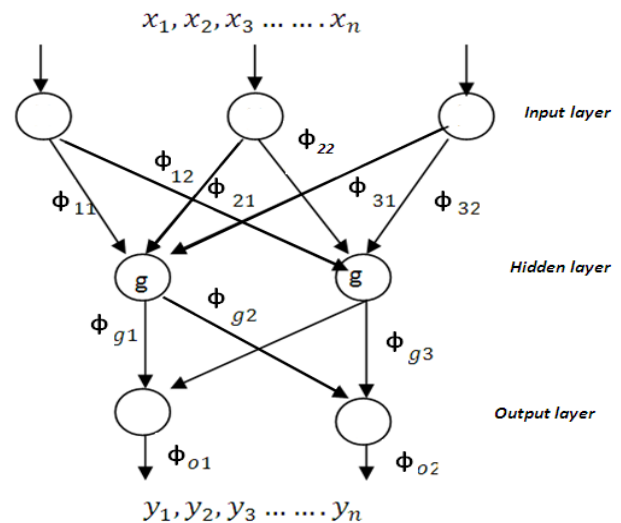 x₁, x₂, x₃ … … . xₙ
Input layer
Φ₂₂
Φ₁₂
Φ₂₁
Φ₃₁
Φ₁₁
Φ₃₂
g
g
Hidden layer
Φg2
Φg1
Φg3
Output layer
Φo1
Φo2
y₁, y₂, y₃ … … . yₙ